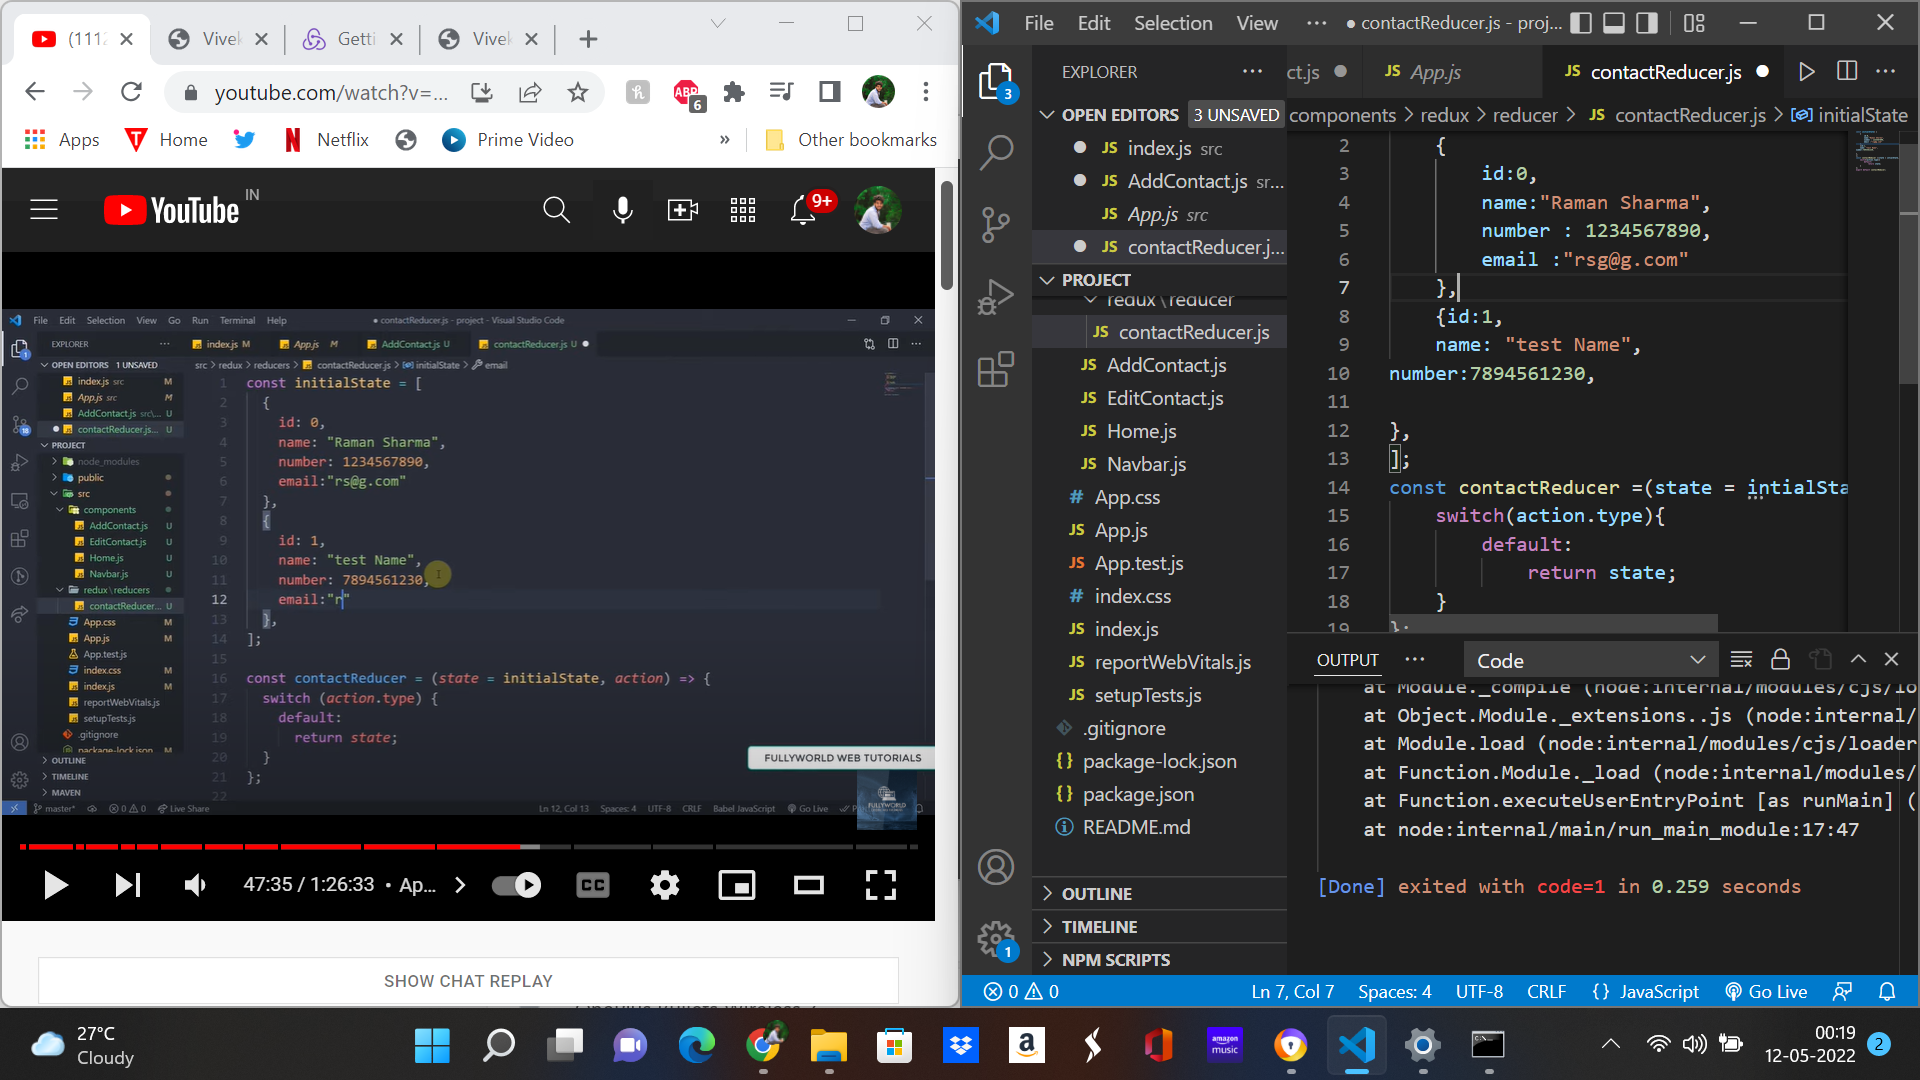 (1112
Vivek
Getti
Vivek
youtube.com/watch?v=...
ABP
6
Apps
Home
Netflix
Prime Video
»
Other bookmarks
YouTube
IN
9+
File Edit Selection View Go Run Terminal Help
● contactReducer.js - project - Visual Studio Code
EXPLORER
index.js M
App.js M
AddContact.js U
contactReducer.js U ●
OPEN EDITORS 1 UNSAVED
src > redux > reducers > contactReducer.js > initialState > email
index.js src M
App.js src M
AddContact.js src\... U
contactReducer.js... U
PROJECT
node_modules
public
src
components
AddContact.js U
EditContact.js U
Home.js U
Navbar.js U
redux \ reducers
contactReducer... U
App.css M
App.js M
App.test.js
index.css M
index.js M
reportWebVitals.js
setupTests.js
.gitignore
package-lock.json M
OUTLINE
TIMELINE
MAVEN
1 const initialState = [
2 {
3 id: 0,
4 name: "Raman Sharma",
5 number: 1234567890,
6 email:"rs@g.com"
7 },
8 {
9 id: 1,
10 name: "test Name",
11 number: 7894561230,
12 email:"r"
13 },
14 ];
15
16 const contactReducer = (state = initialState, action) => {
17 switch (action.type) {
18 default:
19 return state;
20 }
21 };
22
FULLYWORLD WEB TUTORIALS
FULLYWORLD
master* 0 0 Live Share
Ln 12, Col 13 Spaces: 4 UTF-8 CRLF Babel JavaScript Go Live
47:35 / 1:26:33 • Ap...
CC
SHOW CHAT REPLAY
File Edit Selection View ···
● contactReducer.js - proj...
EXPLORER
ct.js ●
JS App.js
JS contactReducer.js ●
3
OPEN EDITORS 3 UNSAVED
components > redux > reducer > JS contactReducer.js > initialState
JS index.js src
JS AddContact.js sr...
JS App.js src
JS contactReducer.j...
PROJECT
redux \ reducer
JS contactReducer.js
JS AddContact.js
JS EditContact.js
JS Home.js
JS Navbar.js
# App.css
JS App.js
JS App.test.js
# index.css
JS index.js
JS reportWebVitals.js
JS setupTests.js
.gitignore
{} package-lock.json
{} package.json
README.md
OUTLINE
TIMELINE
NPM SCRIPTS
1
2 {
3 id:0,
4 name:"Raman Sharma",
5 number : 1234567890,
6 email :"rsg@g.com"
7 },
8 {id:1,
9 name: "test Name",
10 number:7894561230,
11
12 },
13 ];
14 const contactReducer =(state = intialSta
15 switch(action.type){
16 default:
17 return state;
18 }
19 };
OUTPUT ···
Code
at Module._compile (node:internal/modules/cjs/lo
at Object.Module._extensions..js (node:internal/
at Module.load (node:internal/modules/cjs/loader
at Function.Module._load (node:internal/modules/
at Function.executeUserEntryPoint [as runMain] (
at node:internal/main/run_main_module:17:47
[Done] exited with code=1 in 0.259 seconds
0 0
Ln 7, Col 7 Spaces: 4 UTF-8 CRLF {} JavaScript Go Live
27°C
Cloudy
amazon music
00:19
12-05-2022
2